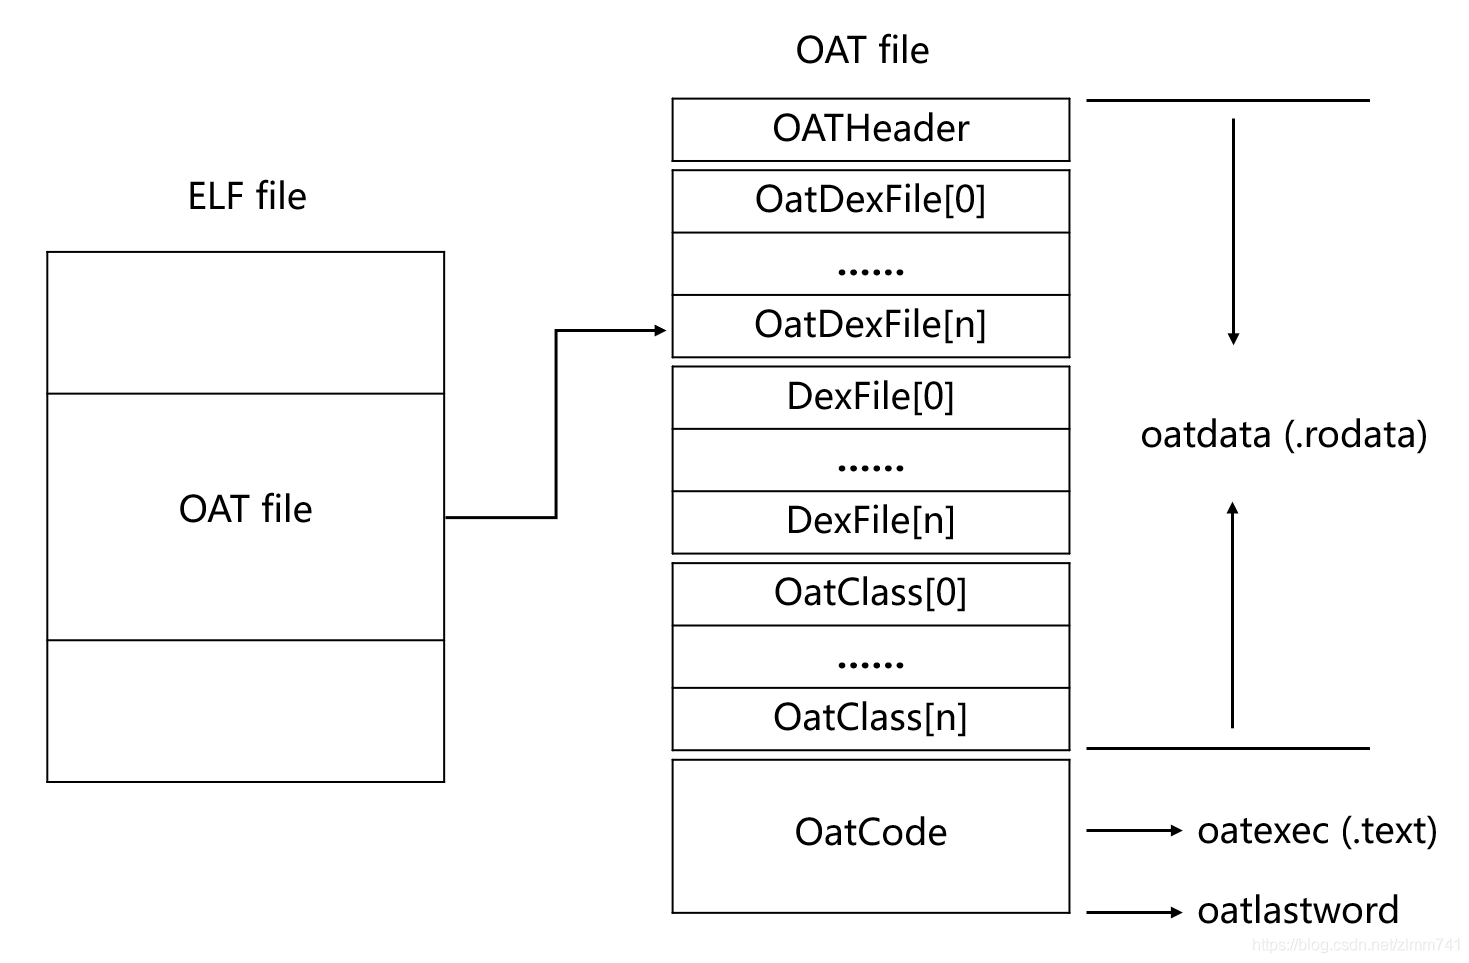 OAT file
OATHeader
OatDexFile[0]
......
OatDexFile[n]
DexFile[0]
......
DexFile[n]
OatClass[0]
......
OatClass[n]
OatCode
ELF file
OAT file
oatdata (.rodata)
oatexec (.text)
oatlastword
https://blog.csdn.net/zlmm741